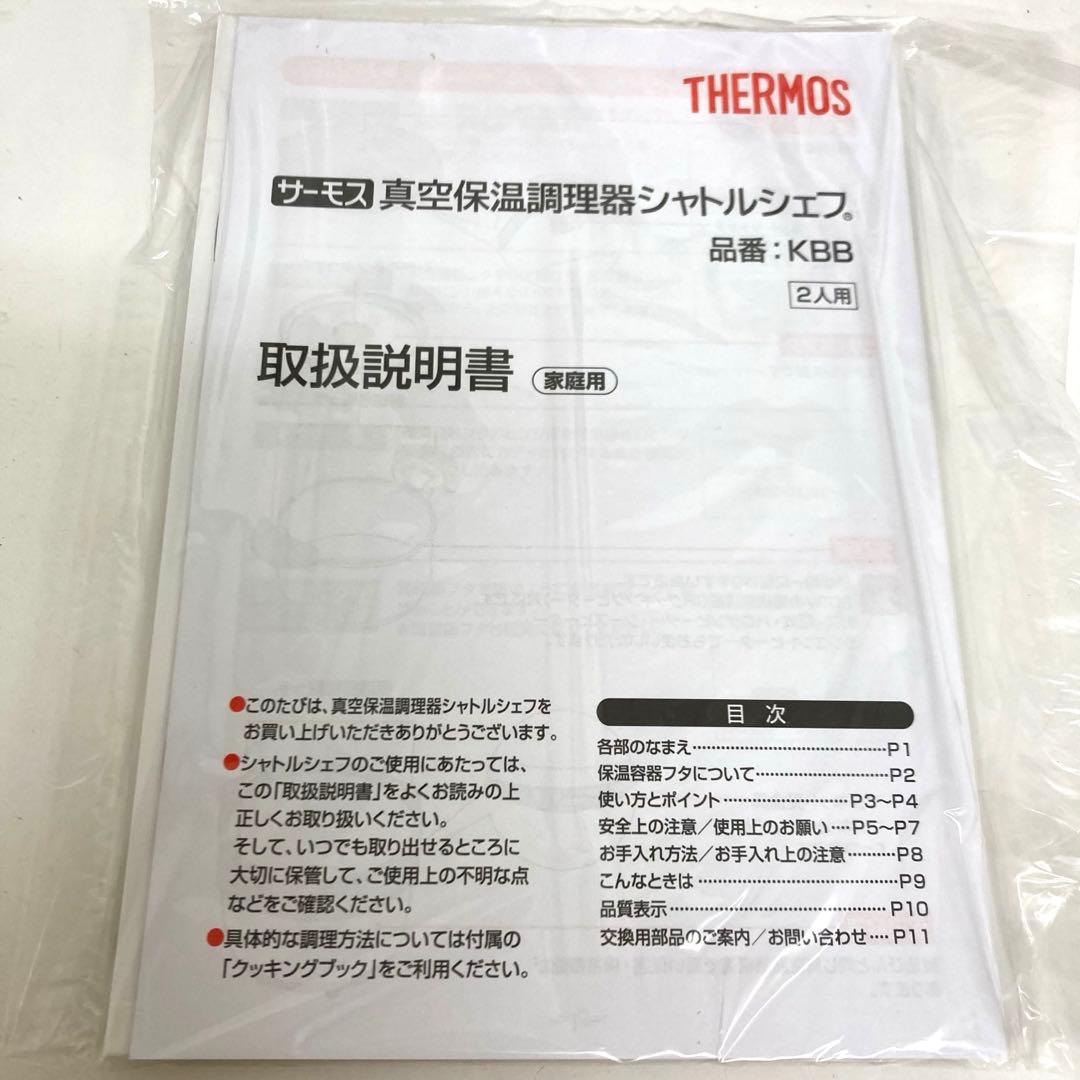 THERMOS
サーモス 真空保温調理器シャトルシェフ®
品番：KBB
2人用
取扱説明書 家庭用
●このたびは、真空保温調理器シャトルシェフを
お買い上げいただきありがとうございます。
●シャトルシェフのご使用にあたっては、
この「取扱説明書」をよくお読みの上
正しくお取り扱いください。
そして、いつでも取り出せるところに
大切に保管して、ご使用上の不明な点
などをご確認ください。
●具体的な調理方法については付属の
「クッキングブック」をご利用ください。
目次
各部のなまえ……………………………………P1
保温容器フタについて…………………………P2
使い方とポイント………………………P3〜P4
安全上の注意／使用上のお願い‥‥P5〜P7
お手入れ方法／お手入れ上の注意…………P8
こんなときは……………………………………P9
品質表示…………………………………………P10
交換用部品のご案内／お問い合わせ‥‥P11